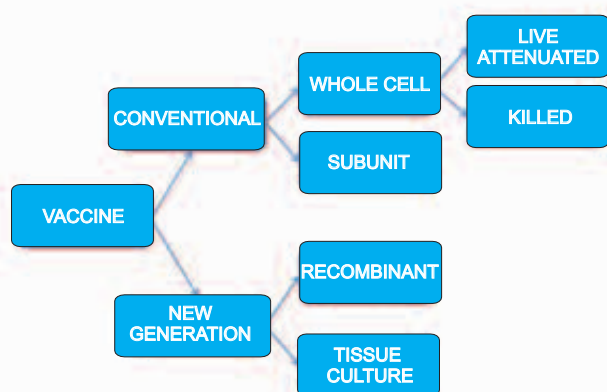 LIVE
ATTENUATED
WHOLE CELL
CONVENTIONAL
KILLED
SUBUNIT
VACCINE
RECOMBINANT
NEW
GENERATION
TISSUE
CULTURE